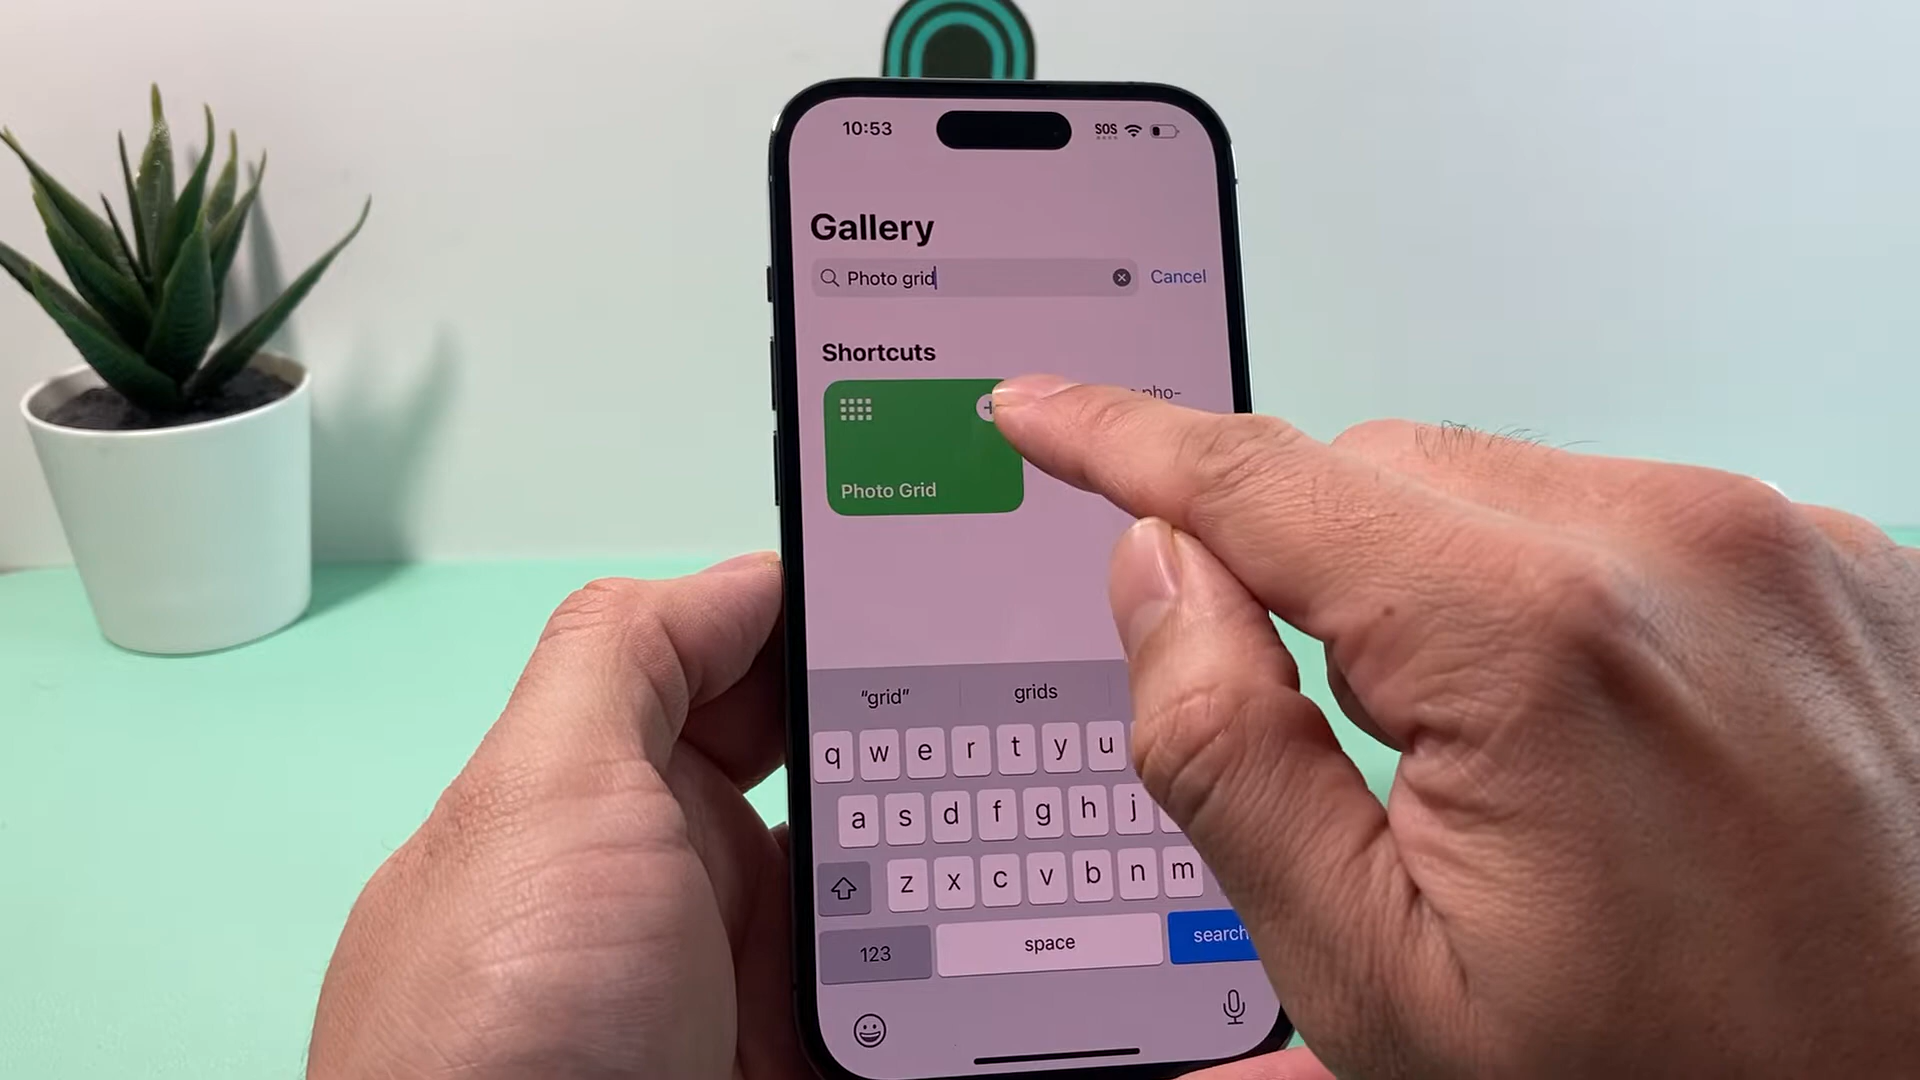 10:53
SOS
Gallery
Photo grid
Cancel
Shortcuts
pho-
Photo Grid
“grid”
grids
q w e r t y u
a s d f g h j
z x c v b n m
123
space
search